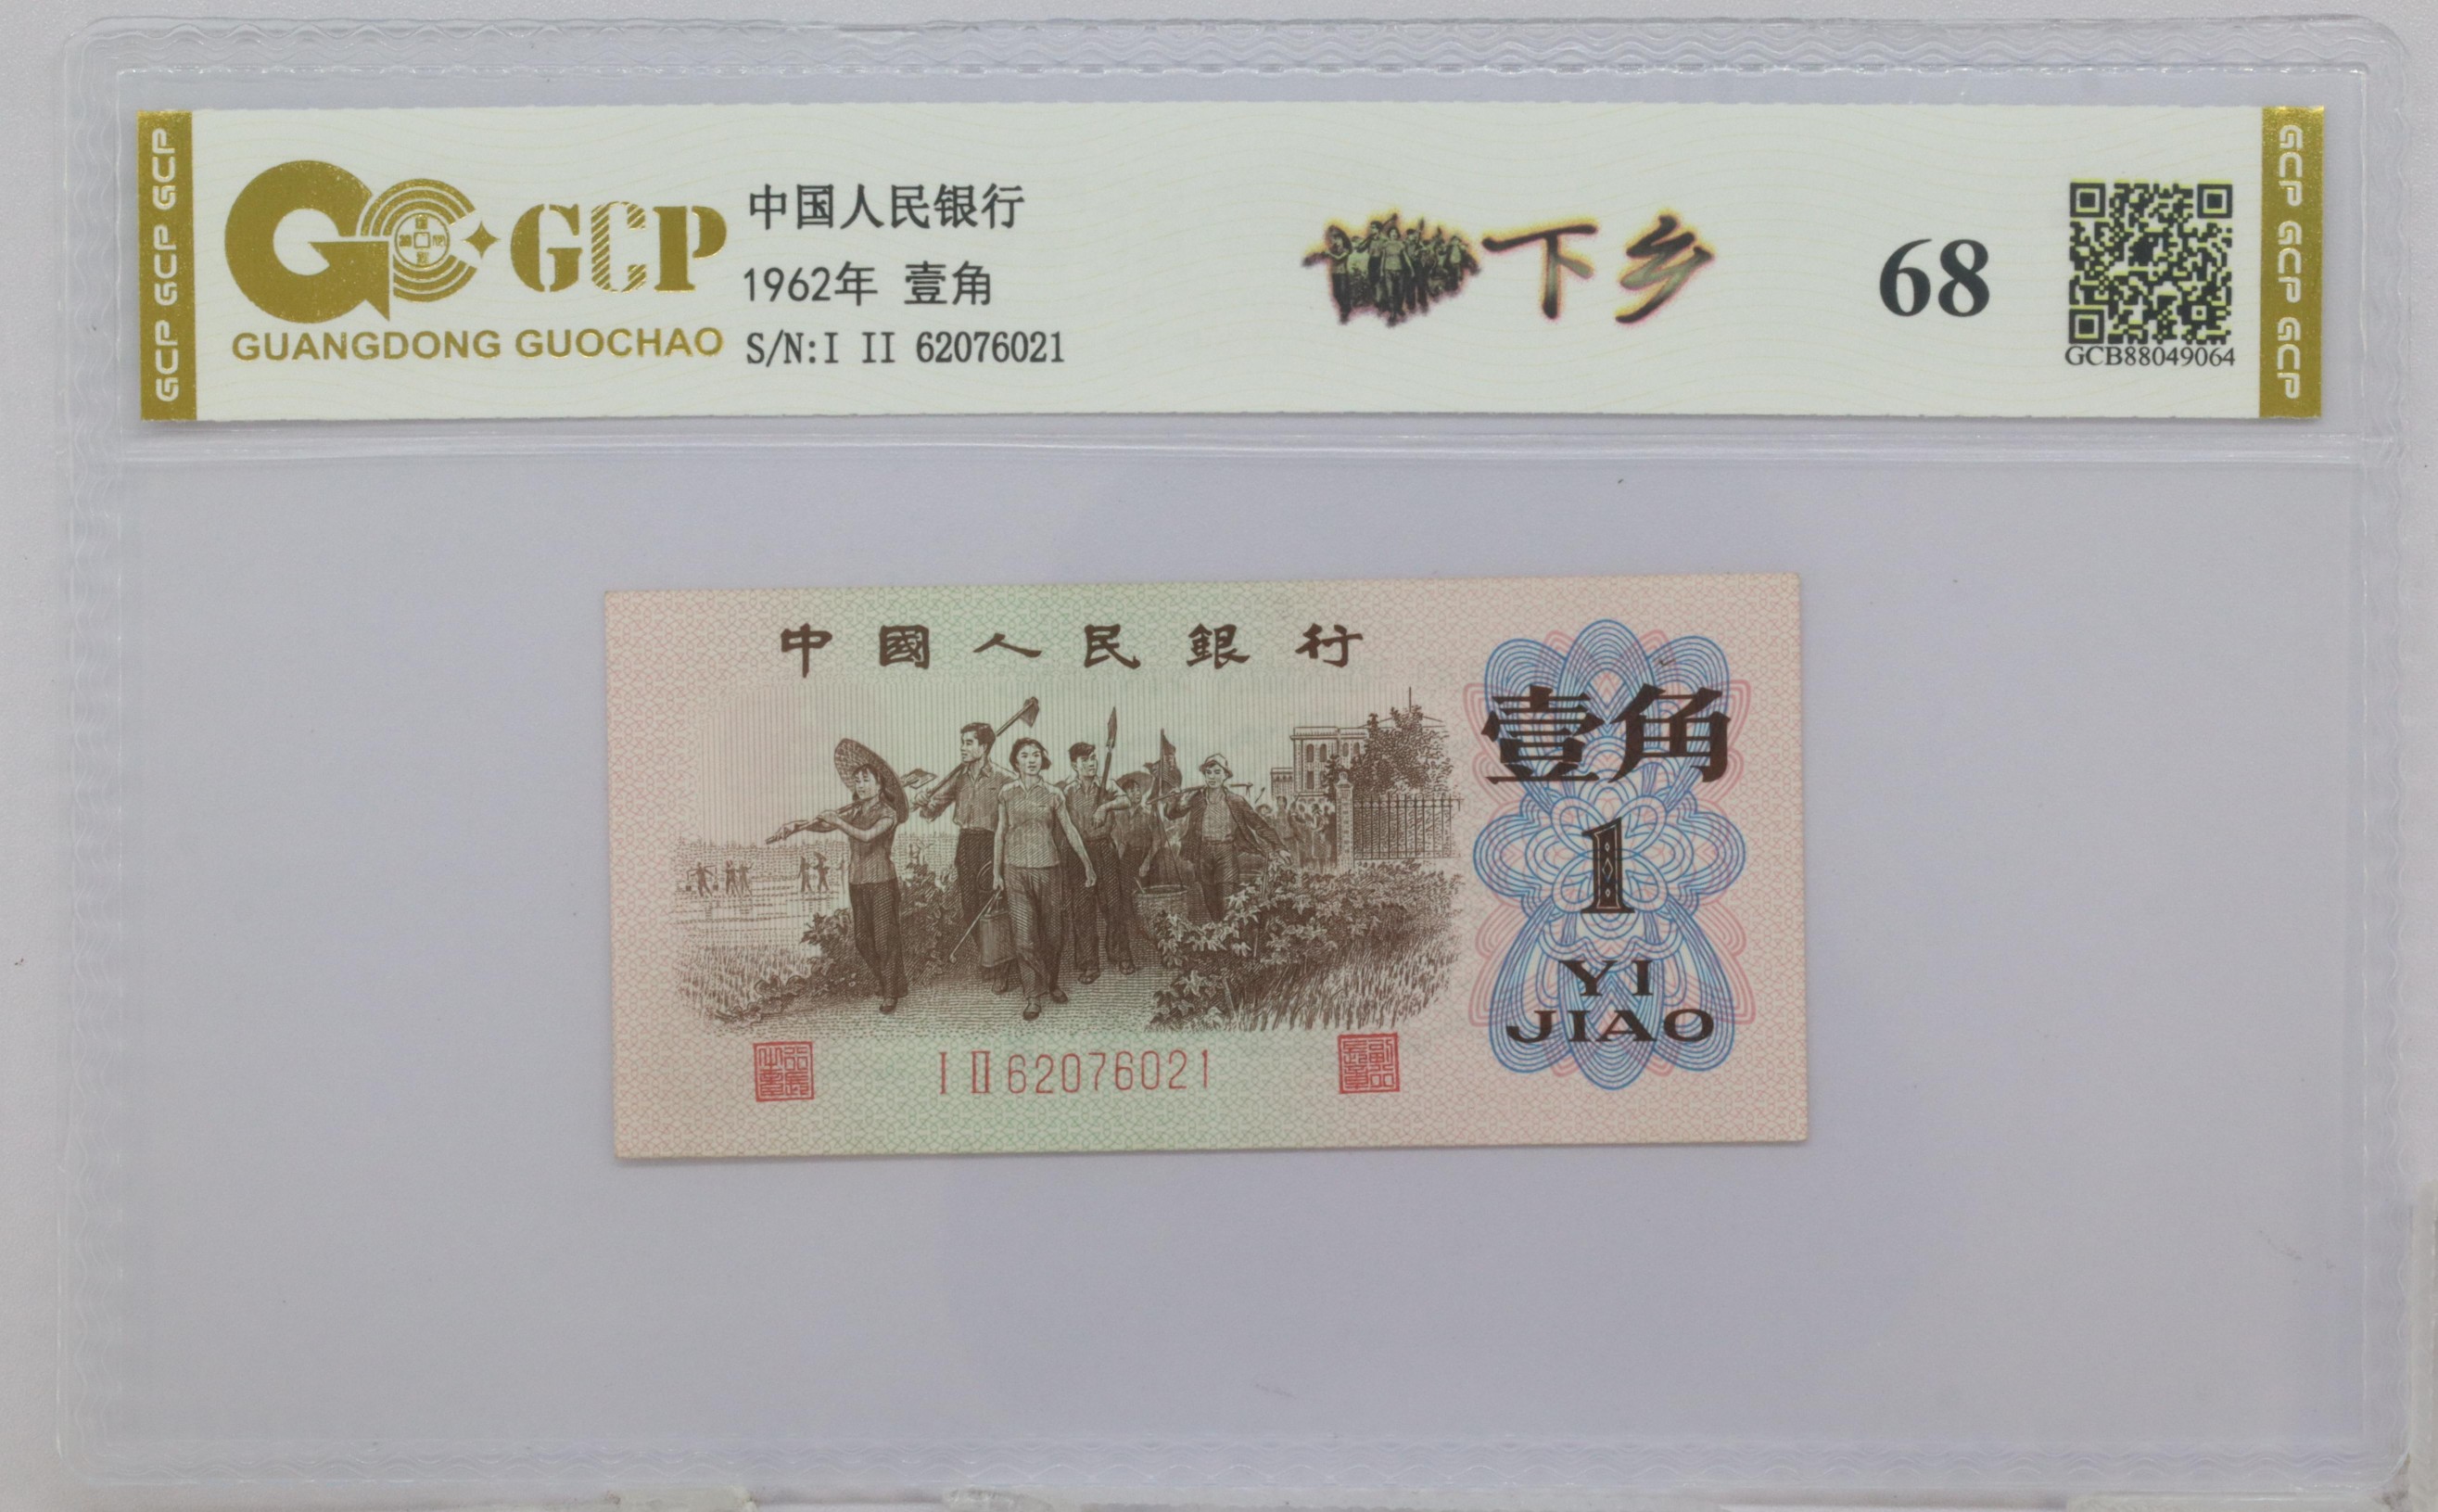 GCP GCP GCP
GCP
GUANGDONG GUOCHAO
中国人民银行
1962年 壹角
S/N:I II 62076021
下乡
68
GCB88049064
GCP GCP GCP
中國人民銀行
壹角
1
YI
JIAO
I II 62076021